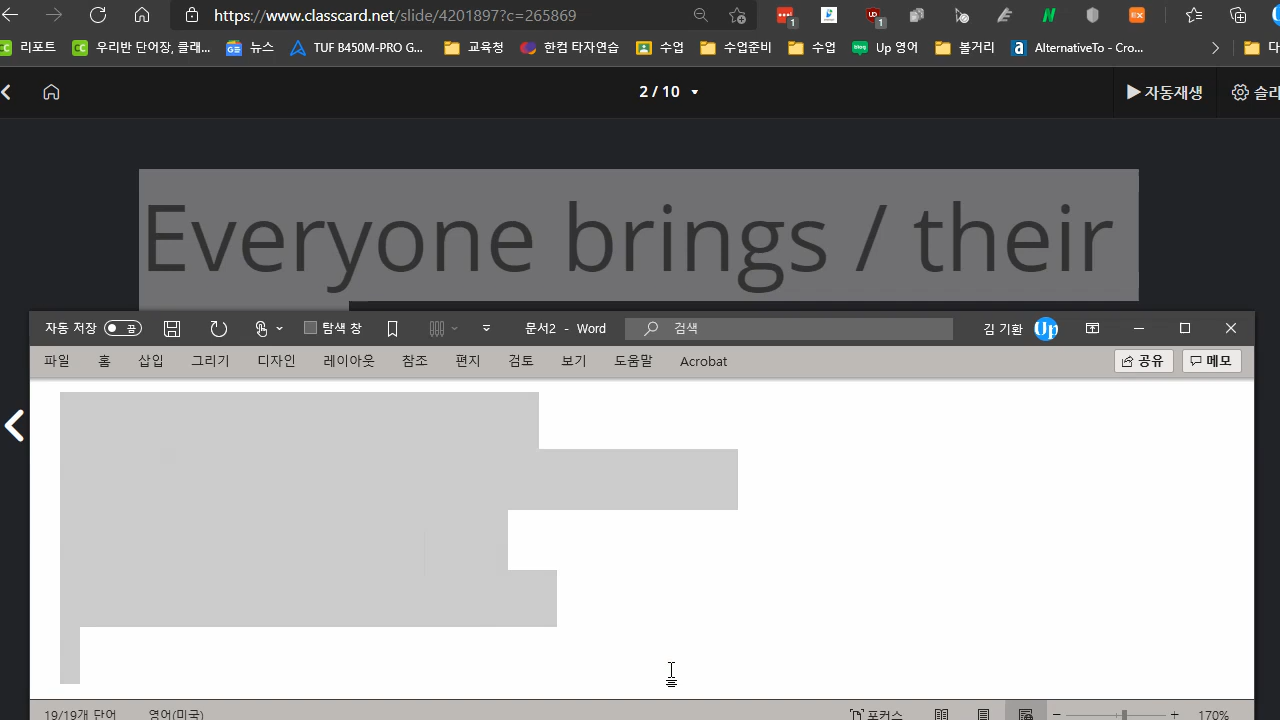 https://www.classcard.net/slide/4201897?c=265869
리포트 우리반 단어장, 클래... 뉴스 TUF B450M-PRO G... 교육청 한컴 타자연습 수업 수업준비 수업 Up 영어 볼거리 AlternativeTo - Cro... 다
2 / 10 자동재생 슬라
Everyone brings / their
자동 저장 끔 탐색 창 문서2 - Word 검색 김 기환 Up
파일 홈 삽입 그리기 디자인 레이아웃 참조 편지 검토 보기 도움말 Acrobat 공유 메모
19/19개 단어 영어(미국) 포커스 170%